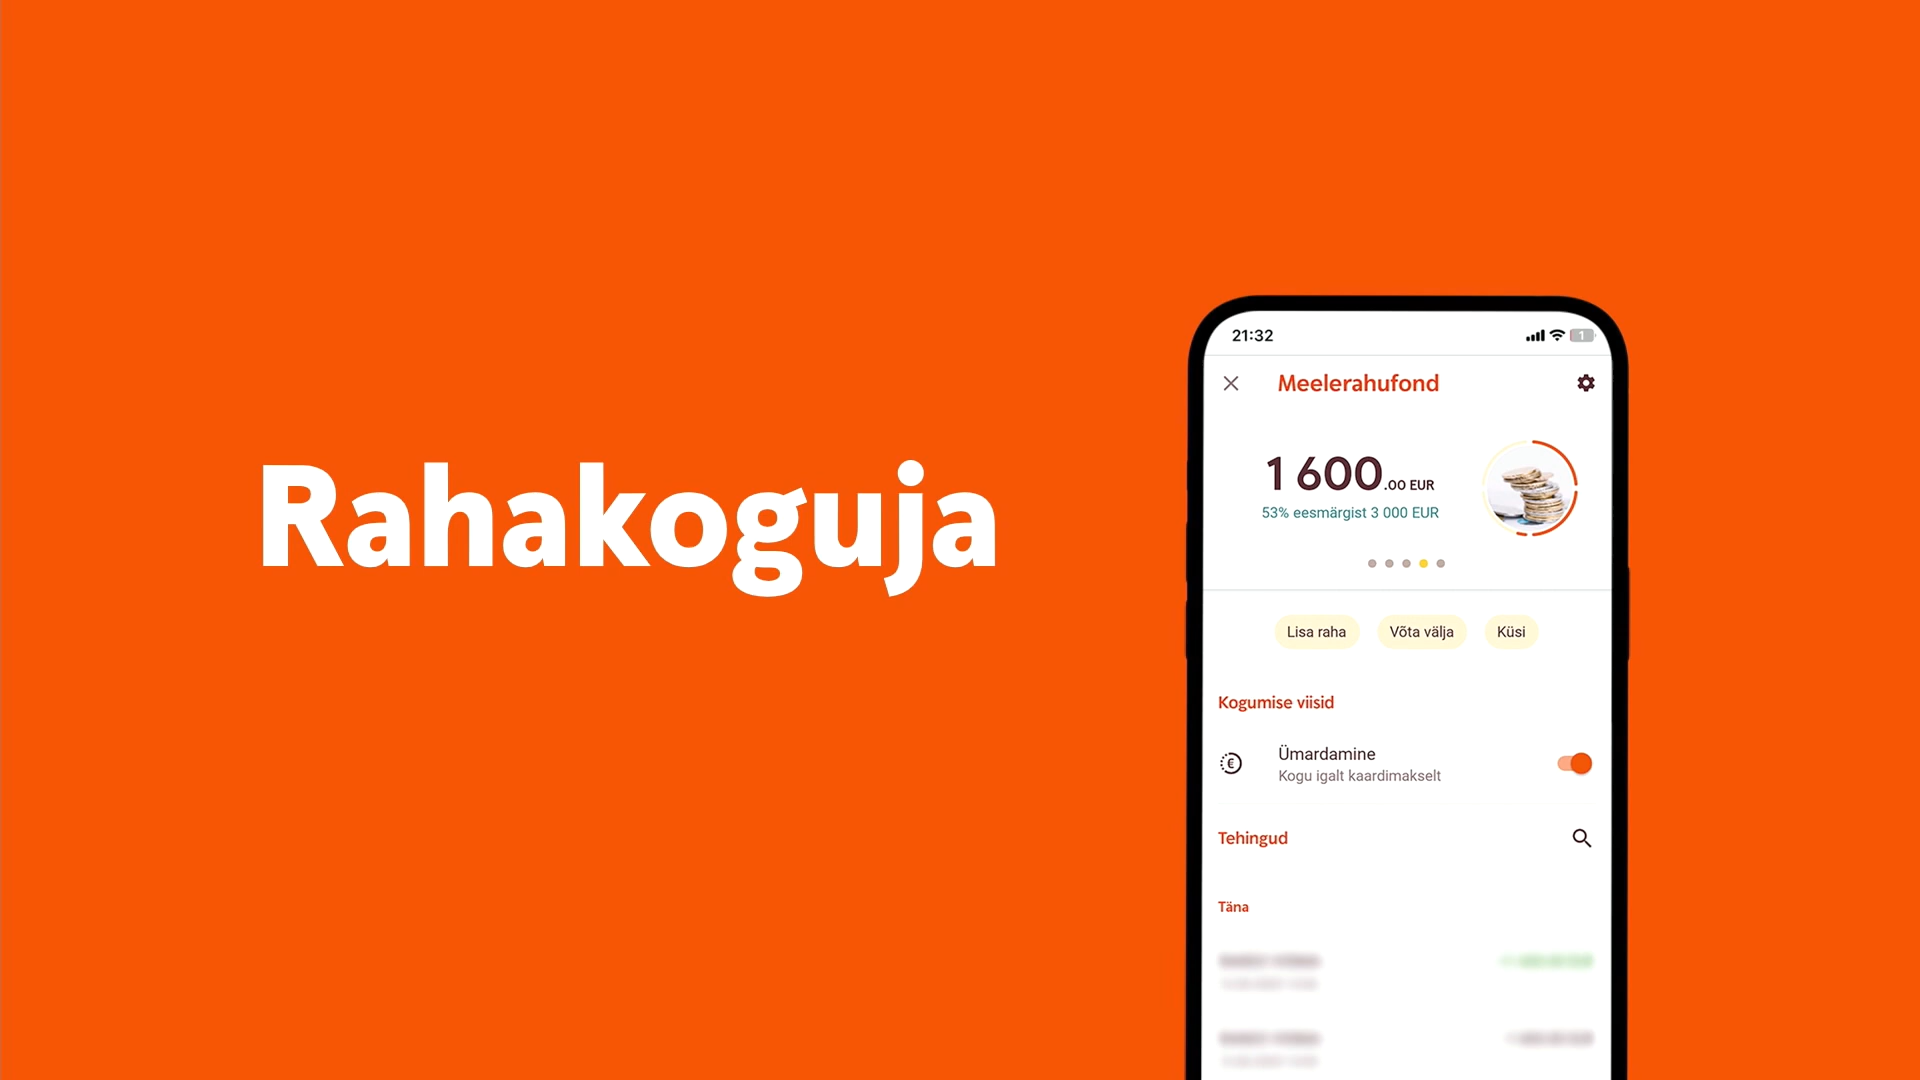 Rahakoguja
21:32
1
Meelerahufond
1 600.00 EUR
53% eesmärgist 3 000 EUR
Lisa raha
Võta välja
Küsi
Kogumise viisid
€
Ümardamine
Kogu igalt kaardimakselt
Tehingud
Täna